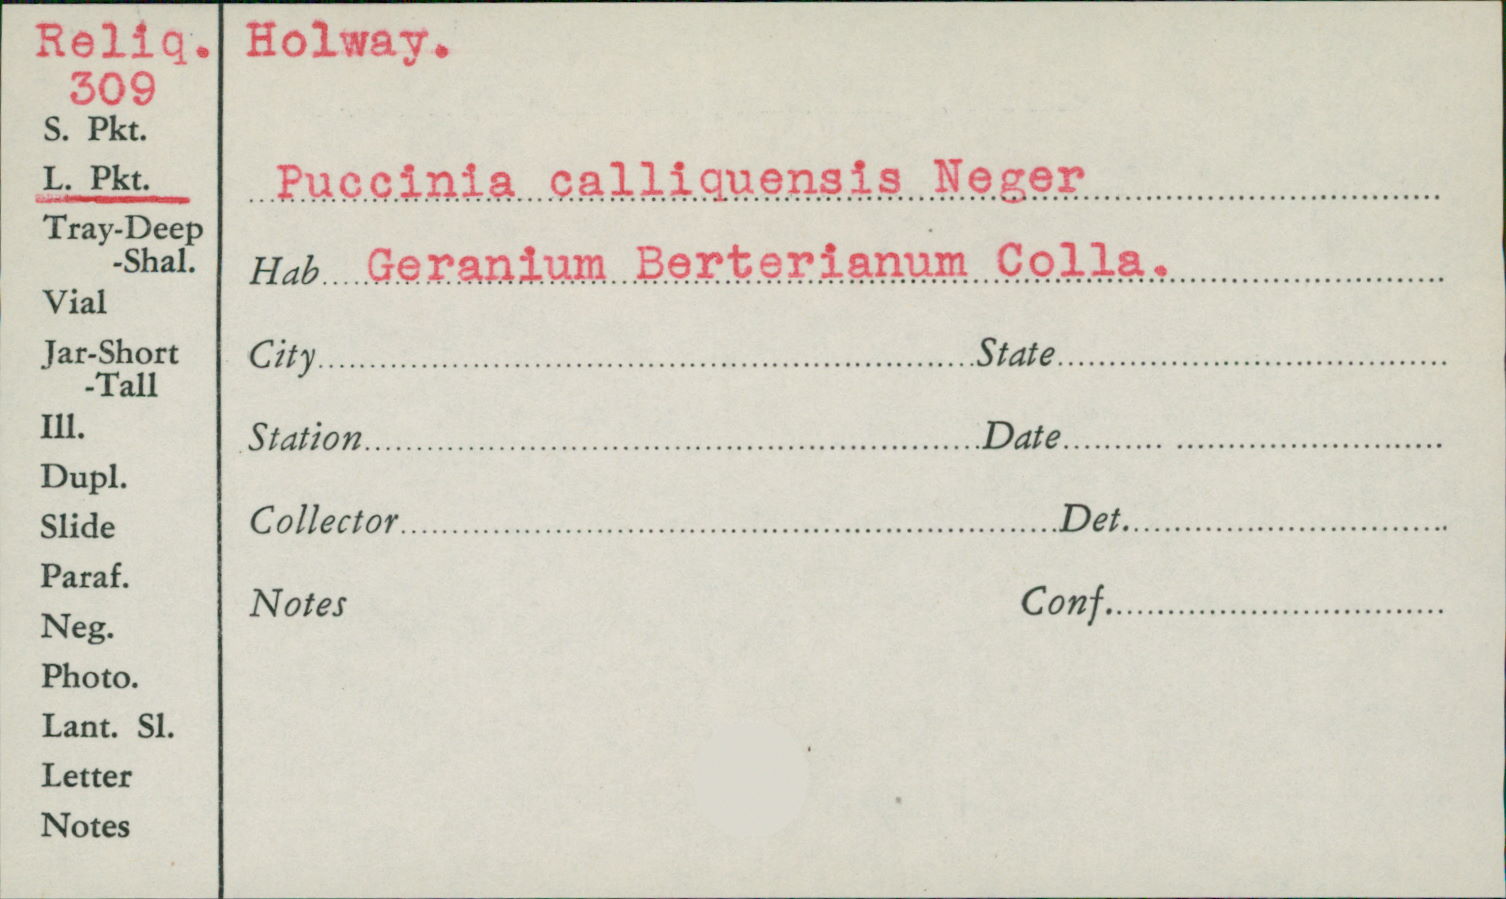 Reliq. Holway.
309
S. Pkt.
L. Pkt.
Puccinia calliquensis Neger
Tray-Deep
-Shal.
Hab Geranium Berterianum Colla.
Vial
Jar-Short
-Tall
City State
Ill.
Station Date
Dupl.
Slide
Collector Det.
Paraf.
Neg.
Notes Conf.
Photo.
Lant. Sl.
Letter
Notes